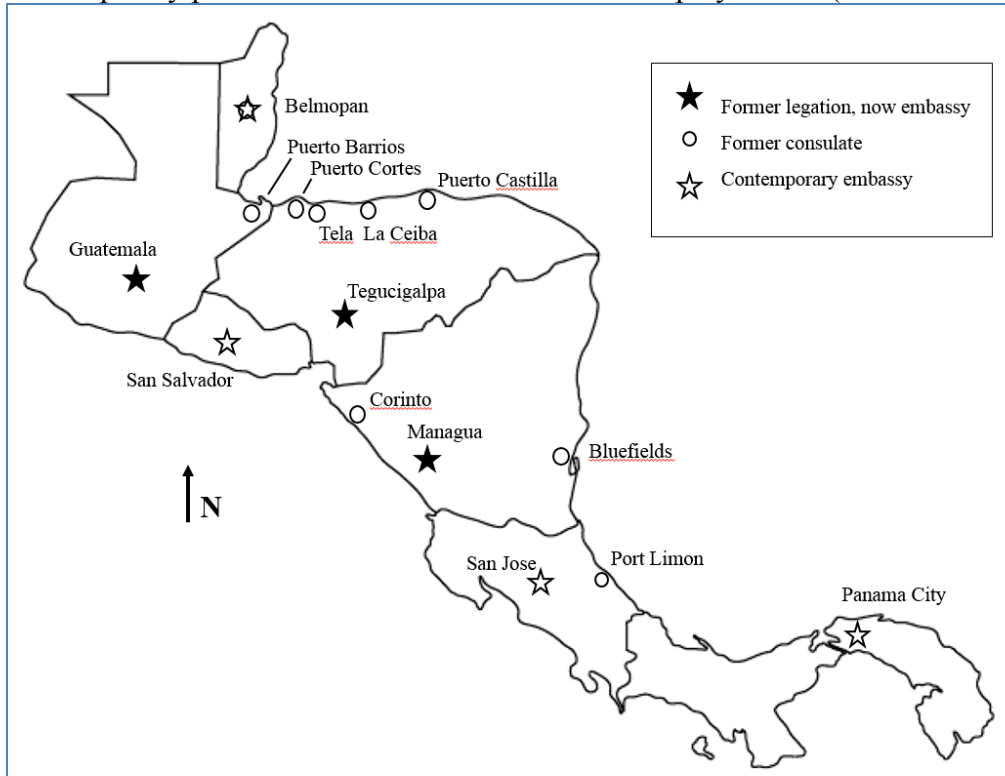 Belmopan
Puerto Barrios
Puerto Cortes
Puerto Castilla
Tela La Ceiba
Guatemala
Tegucigalpa
San Salvador
Corinto
Managua
Bluefields
N
San Jose
Port Limon
Panama City
Former legation, now embassy
Former consulate
Contemporary embassy